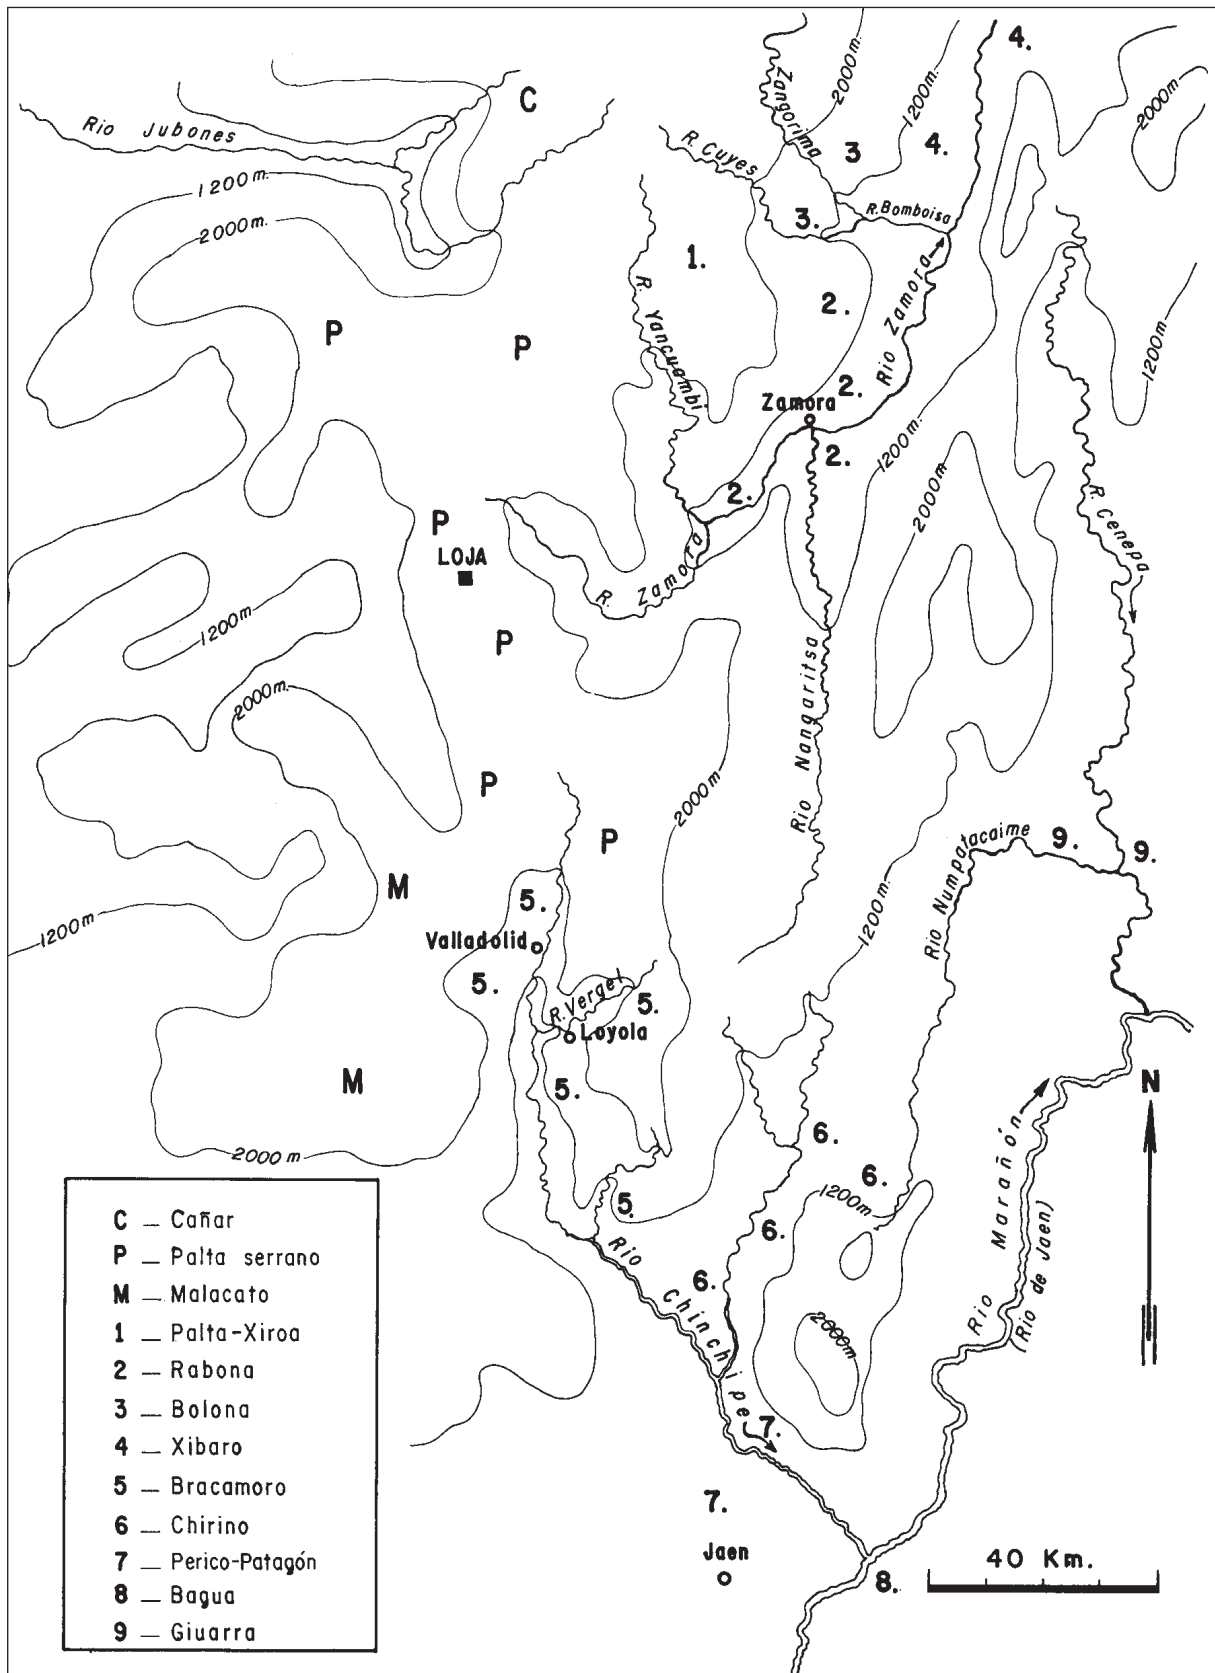 4.
2000m.
2000m.
1200m.
Zangorima
C
Rio Jubones
R. Cuyes
3
4.
1200m.
2000m.
3.
R. Bomboisa
1.
R. Yancuambi
2.
Rio Zamora
P
P
1200m.
2.
Zamora
1200m.
2.
2000m.
2.
R. Cenepa
P
LOJA
R. Zamora
1200m.
P
2000m.
Rio Nangaritsa
P
2000m
P
Rio Numpatacaime
9.
9.
M
5.
1200m
Valladolid
1200m
5.
R. Vergel
5.
Loyola
M
5.
N
2000 m
6.
6.
1200m
5.
6.
Rio Marañón
(Rio de Jaen)
Rio Chinchipe
6.
2000m
7.
7.
Jaen
8.
40 Km.
C — Cañar
P — Palta serrano
M — Malacato
1 — Palta-Xiroa
2 — Rabona
3 — Bolona
4 — Xibaro
5 — Bracamoro
6 — Chirino
7 — Perico-Patagón
8 — Bagua
9 — Giuarra